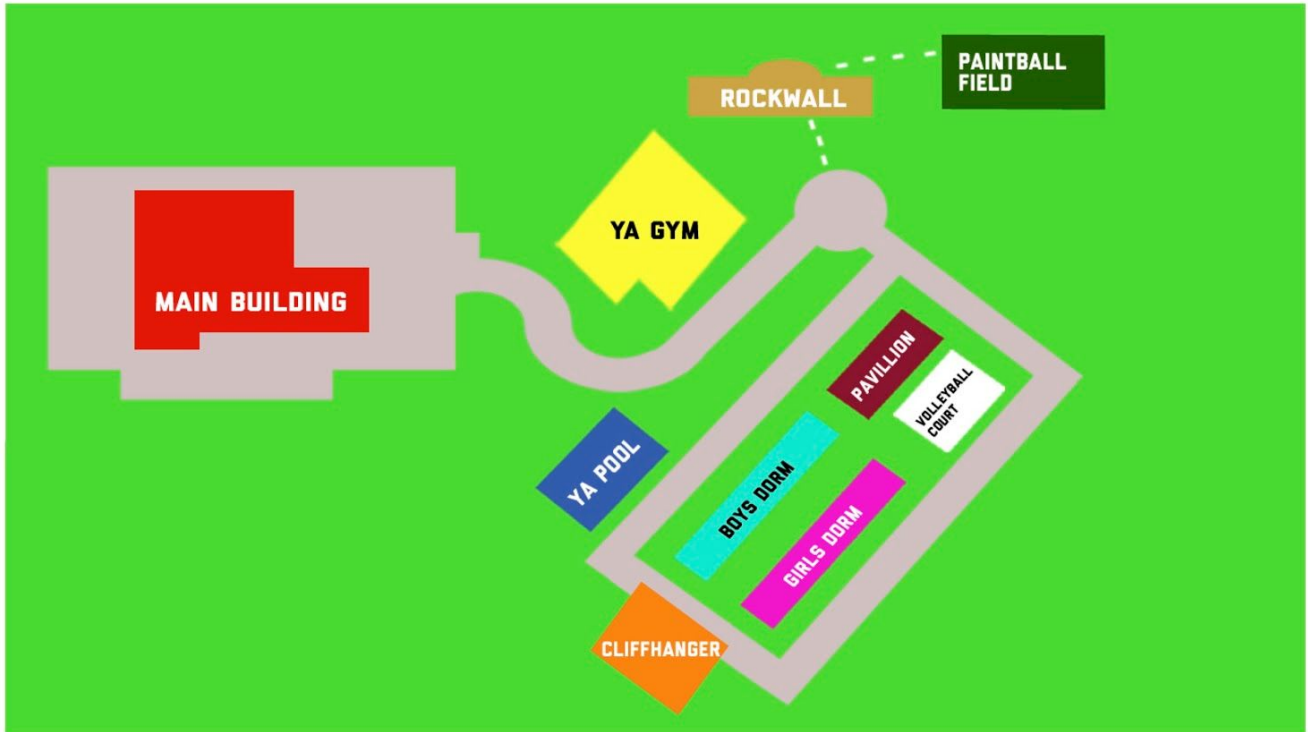 PAINTBALL
FIELD
ROCKWALL
YA GYM
MAIN BUILDING
PAVILLION
VOLLEYBALL
COURT
YA POOL
BOYS DORM
GIRLS DORM
CLIFFHANGER